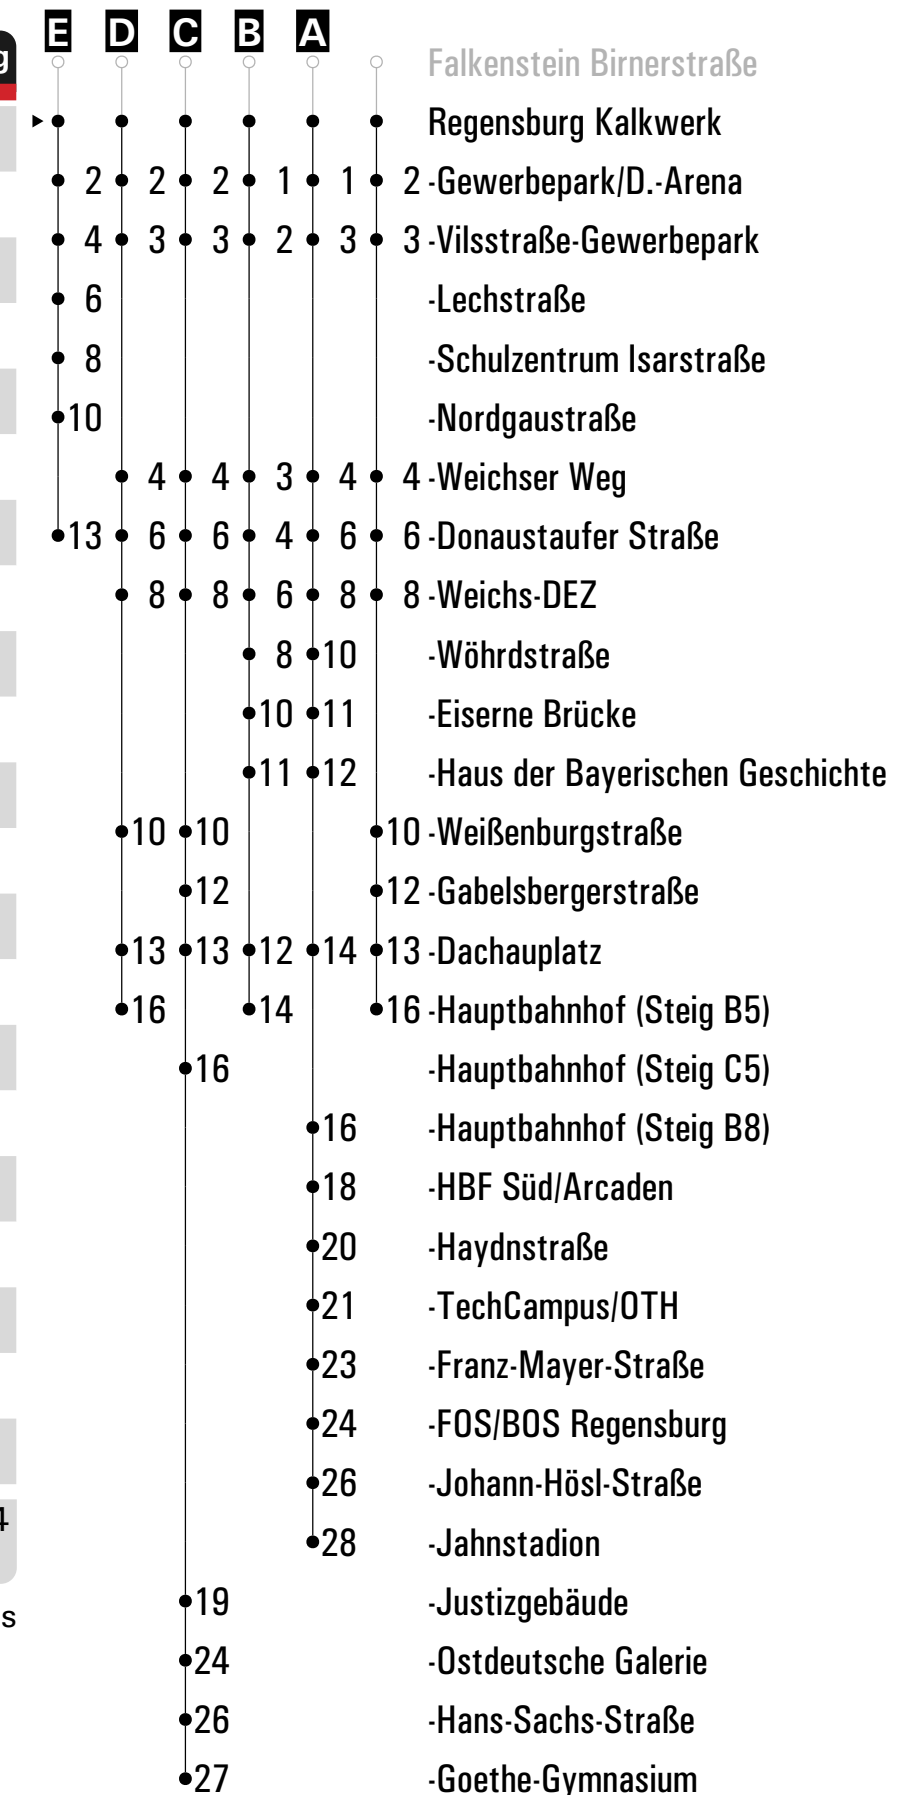 E D C B A
g
Falkenstein Birnerstraße
Regensburg Kalkwerk
2 2 2 1 1 2 -Gewerbepark/D.-Arena
4 3 3 2 3 3 -Vilsstraße-Gewerbepark
6 -Lechstraße
8 -Schulzentrum Isarstraße
10 -Nordgaustraße
4 4 3 4 4 -Weichser Weg
13 6 6 4 6 6 -Donaustaufer Straße
8 8 6 8 8 -Weichs-DEZ
8 10 -Wöhrdstraße
10 11 -Eiserne Brücke
11 12 -Haus der Bayerischen Geschichte
10 10 10 -Weißenburgstraße
12 12 -Gabelsbergerstraße
13 13 12 14 13 -Dachauplatz
16 14 16 -Hauptbahnhof (Steig B5)
16 -Hauptbahnhof (Steig C5)
16 -Hauptbahnhof (Steig B8)
18 -HBF Süd/Arcaden
20 -Haydnstraße
21 -TechCampus/OTH
23 -Franz-Mayer-Straße
24 -FOS/BOS Regensburg
26 -Johann-Hösl-Straße
4
28 -Jahnstadion
19 -Justizgebäude
s
24 -Ostdeutsche Galerie
26 -Hans-Sachs-Straße
27 -Goethe-Gymnasium